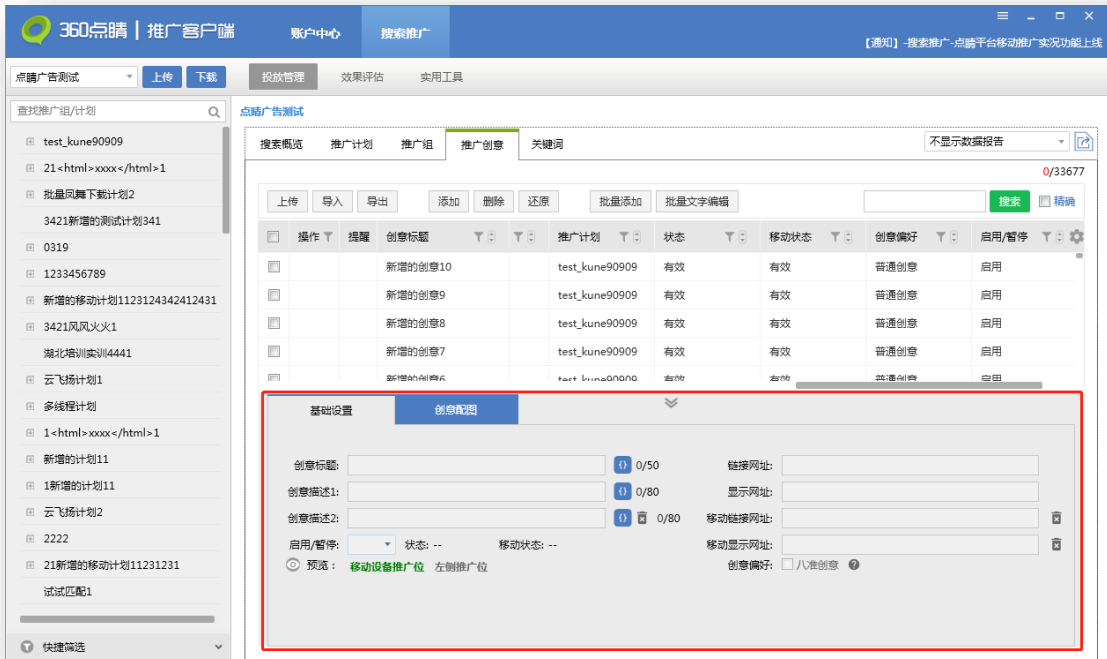 360点睛 | 推广客户端
账户中心 搜索推广
【通知】-搜索推广-点睛平台移动推广实况功能上线
点睛广告测试 上传 下载 投放管理 效果评估 实用工具
查找推广组/计划
点睛广告测试
test_kune90909
21<html>xxxx</html>1
批量凤舞下载计划2
3421新增的测试计划341
0319
1233456789
新增的移动计划1123124342412431
3421风风火火1
湖北培训实训4441
云飞扬计划1
多线程计划
1<html>xxxx</html>1
新增的计划11
1新增的计划11
云飞扬计划2
2222
21新增的移动计划11231231
试试匹配1
快捷筛选
搜索概览 推广计划 推广组 推广创意 关键词 不显示数据报告
0/33677
上传 导入 导出 添加 删除 还原 批量添加 批量文字编辑 搜索 精确
操作 提醒 创意标题 推广计划 状态 移动状态 创意偏好 启用/暂停
新增的创意10 test_kune90909 有效 有效 普通创意 启用
新增的创意9 test_kune90909 有效 有效 普通创意 启用
新增的创意8 test_kune90909 有效 有效 普通创意 启用
新增的创意7 test_kune90909 有效 有效 普通创意 启用
新增的创意6 test_kune90909 有效 有效 普通创意 启用
基础设置 创意配图
创意标题: {} 0/50 链接网址:
创意描述1: {} 0/80 显示网址:
创意描述2: {} 0/80 移动链接网址:
启用/暂停: 状态: -- 移动状态: -- 移动显示网址:
预览： 移动设备推广位 左侧推广位 创意偏好: 八准创意 ?